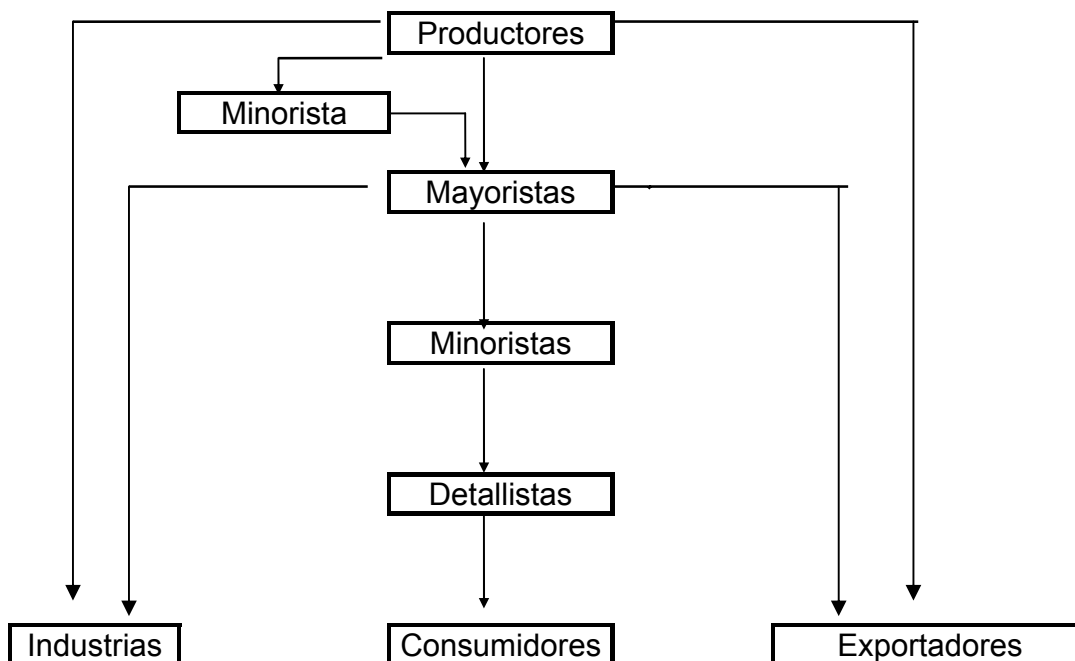 Productores
Minorista
Mayoristas
Minoristas
Detallistas
Industrias
Consumidores
Exportadores